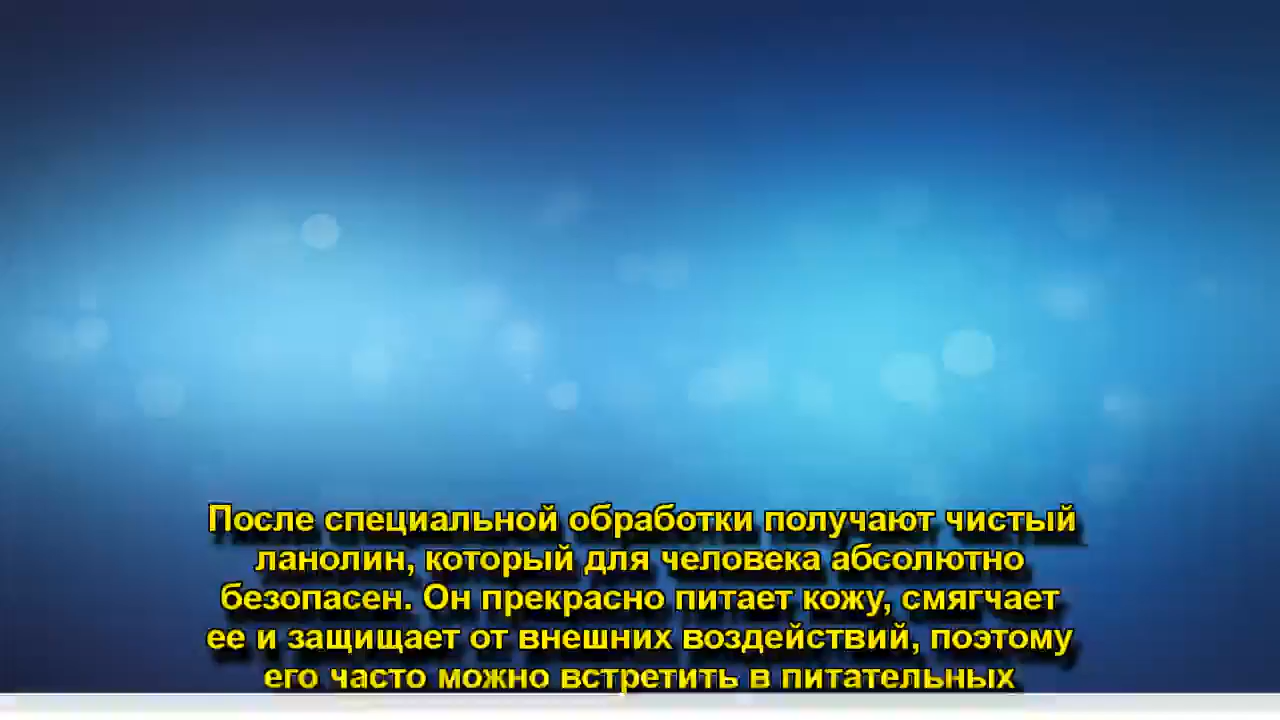 После специальной обработки получают чистый
ланолин, который для человека абсолютно
безопасен. Он прекрасно питает кожу, смягчает
ее и защищает от внешних воздействий, поэтому
его часто можно встретить в питательных